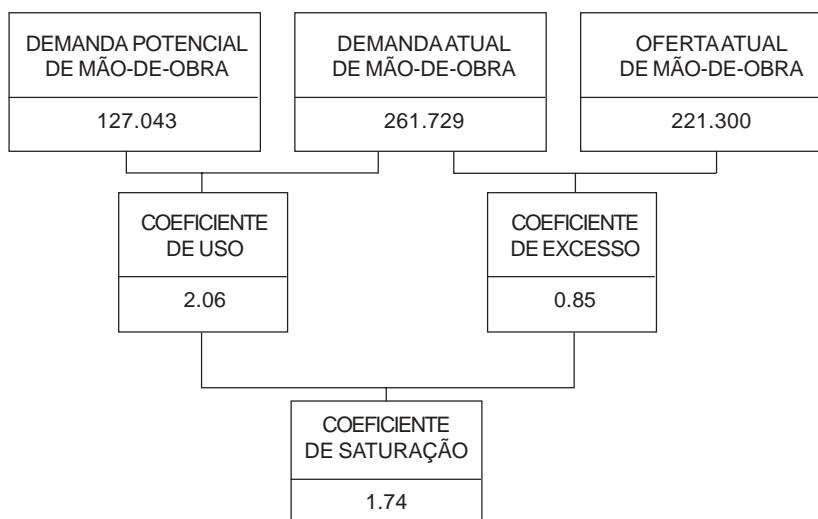 DEMANDA POTENCIAL
DE MÃO-DE-OBRA
127.043
DEMANDA ATUAL
DE MÃO-DE-OBRA
261.729
OFERTA ATUAL
DE MÃO-DE-OBRA
221.300
COEFICIENTE
DE USO
2.06
COEFICIENTE
DE EXCESSO
0.85
COEFICIENTE
DE SATURAÇÃO
1.74